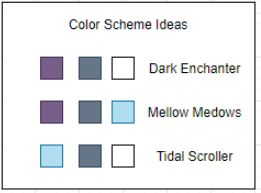 Color Scheme Ideas
Dark Enchanter
Mellow Medows
Tidal Scroller